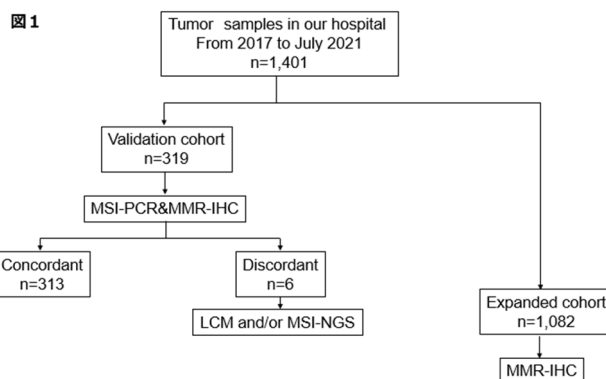 図1
Tumor samples in our hospital
From 2017 to July 2021
n=1,401
Validation cohort
n=319
MSI-PCR&MMR-IHC
Concordant
n=313
Discordant
n=6
LCM and/or MSI-NGS
Expanded cohort
n=1,082
MMR-IHC